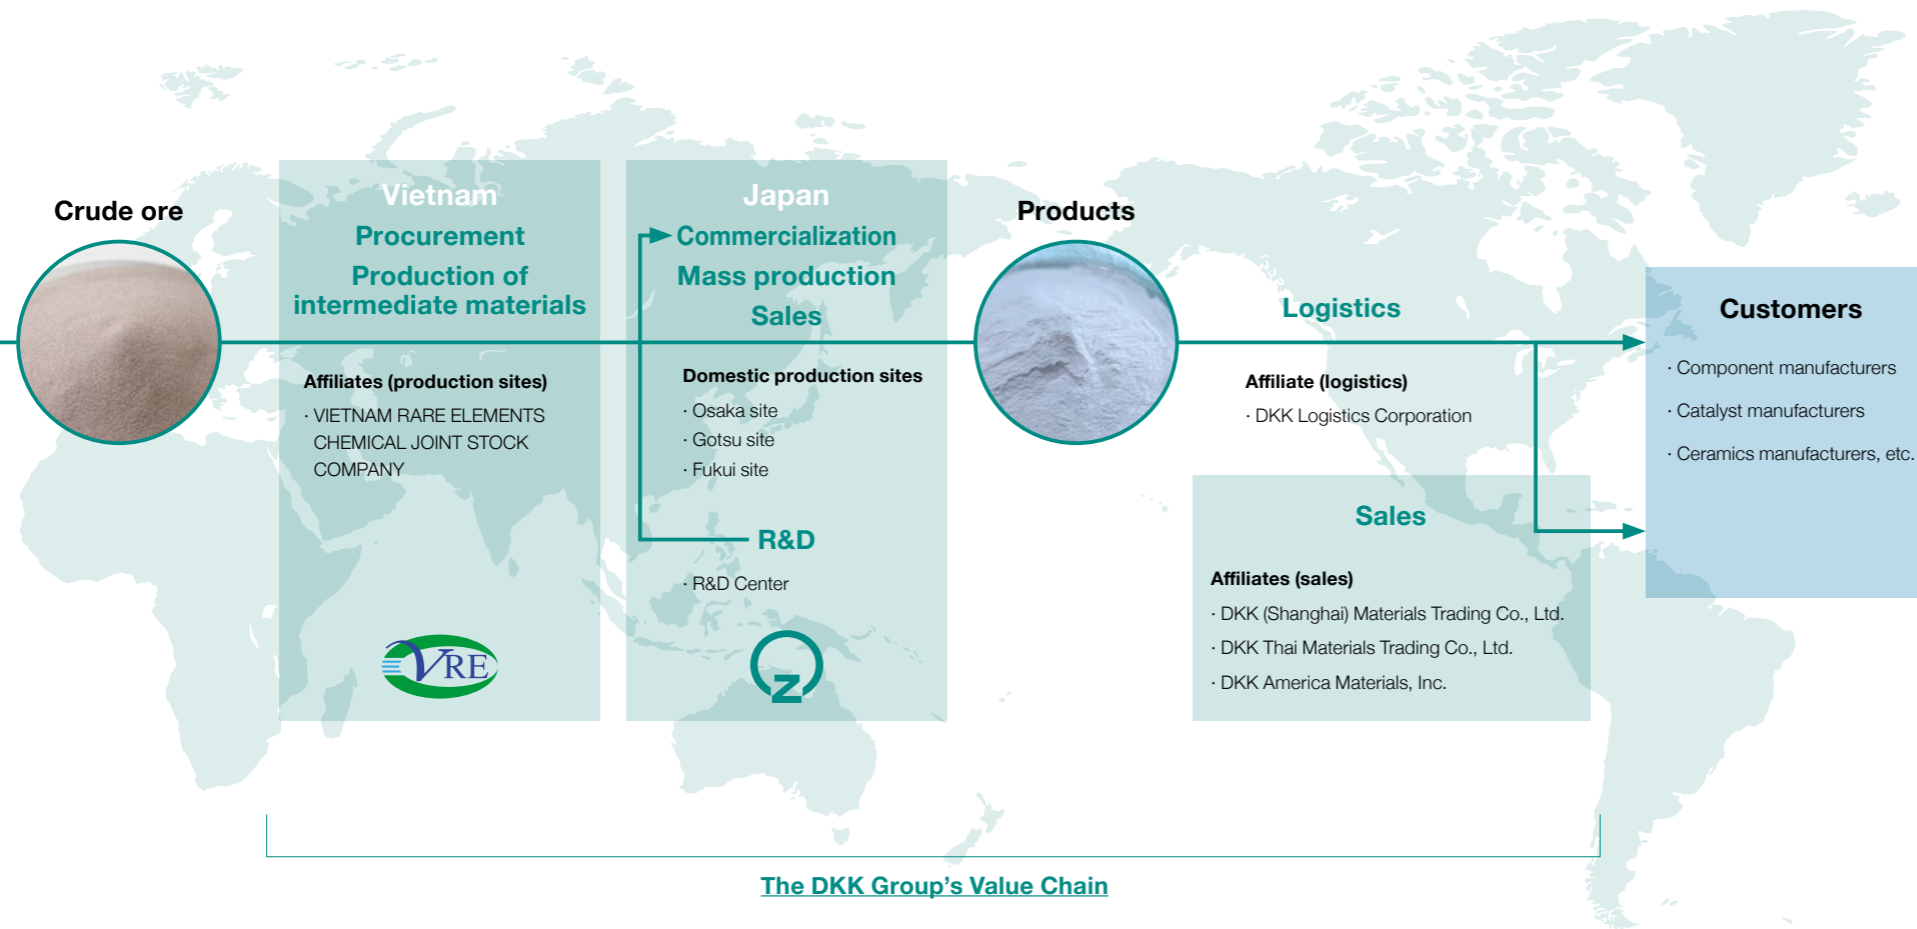 Crude ore
Vietnam
Procurement
Production of
intermediate materials
Affiliates (production sites)
· VIETNAM RARE ELEMENTS
CHEMICAL JOINT STOCK
COMPANY
VRE
Japan
Commercialization
Mass production
Sales
Domestic production sites
· Osaka site
· Gotsu site
· Fukui site
R&D
· R&D Center
Z
Products
Logistics
Affiliate (logistics)
· DKK Logistics Corporation
Sales
Affiliates (sales)
· DKK (Shanghai) Materials Trading Co., Ltd.
· DKK Thai Materials Trading Co., Ltd.
· DKK America Materials, Inc.
Customers
· Component manufacturers
· Catalyst manufacturers
· Ceramics manufacturers, etc.
The DKK Group’s Value Chain